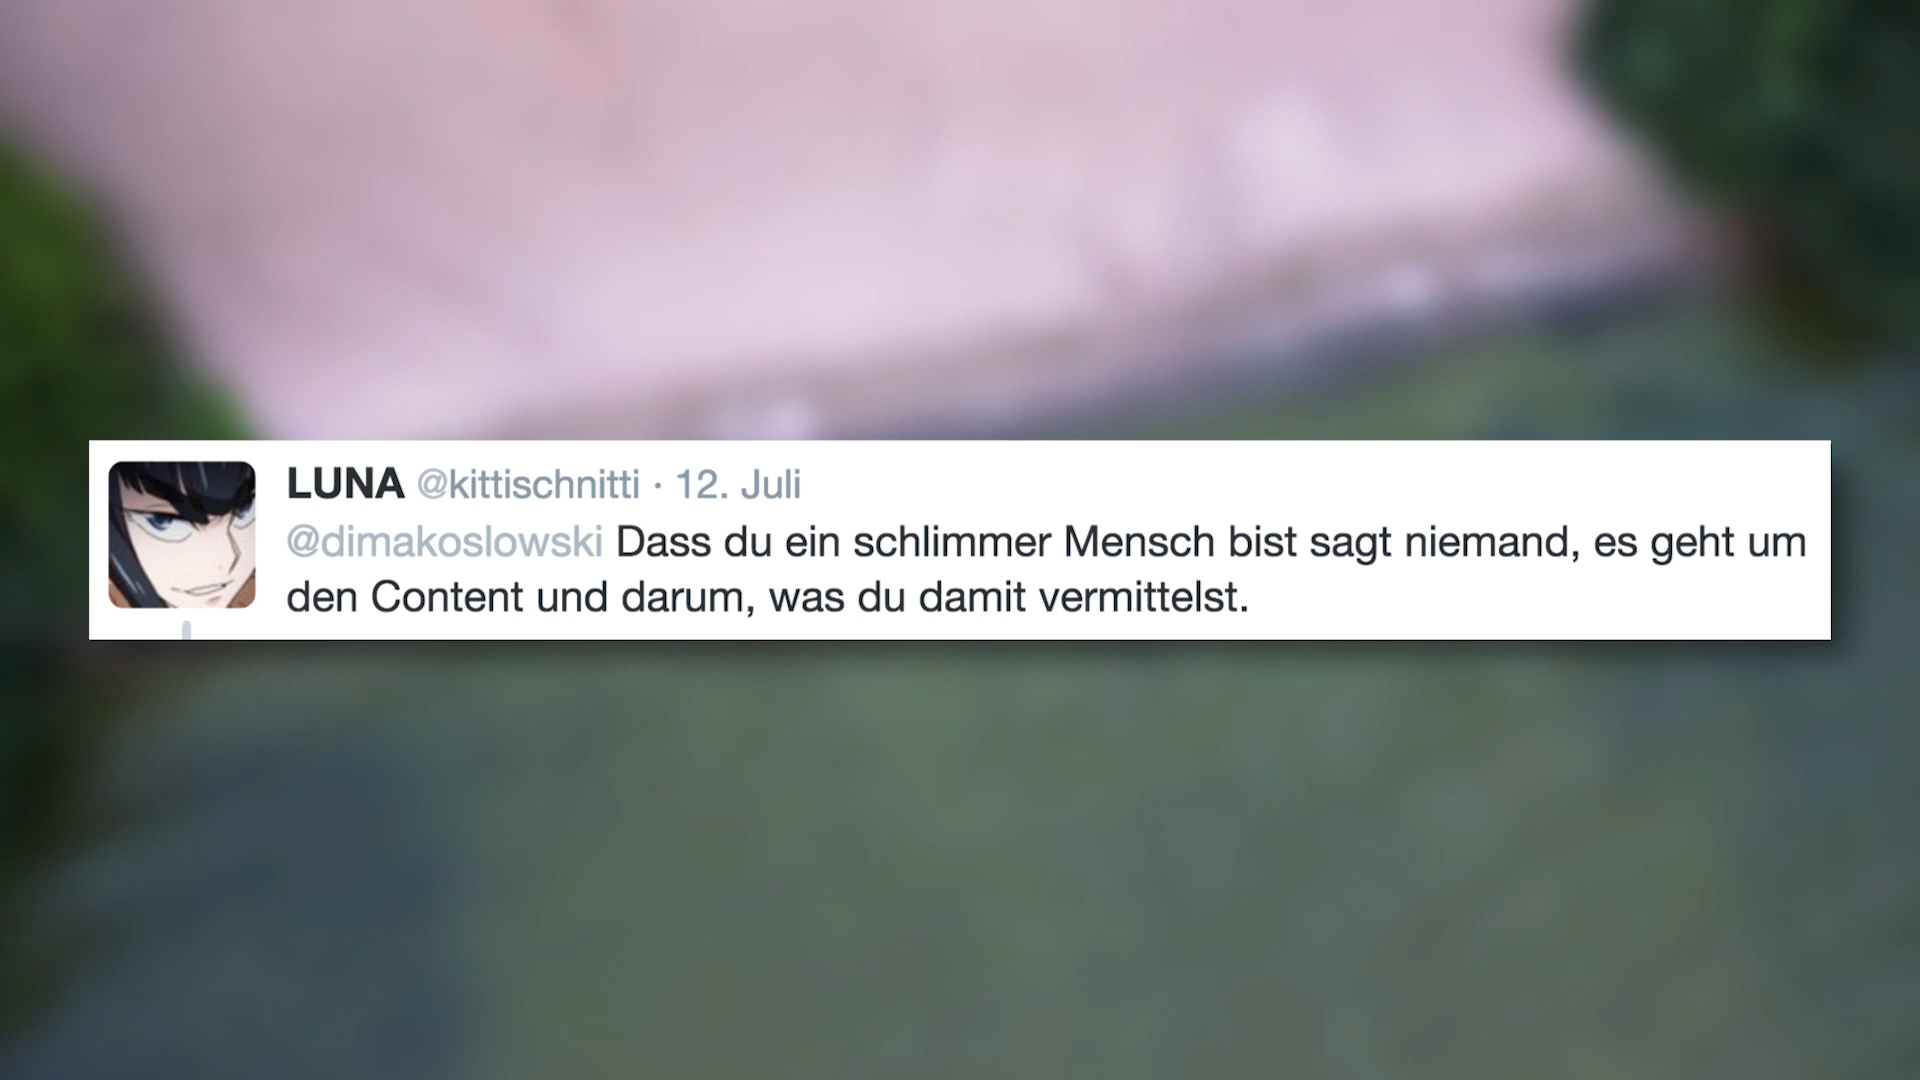 LUNA @kittischnitti · 12. Juli
@dimakoslowski Dass du ein schlimmer Mensch bist sagt niemand, es geht um
den Content und darum, was du damit vermittelst.